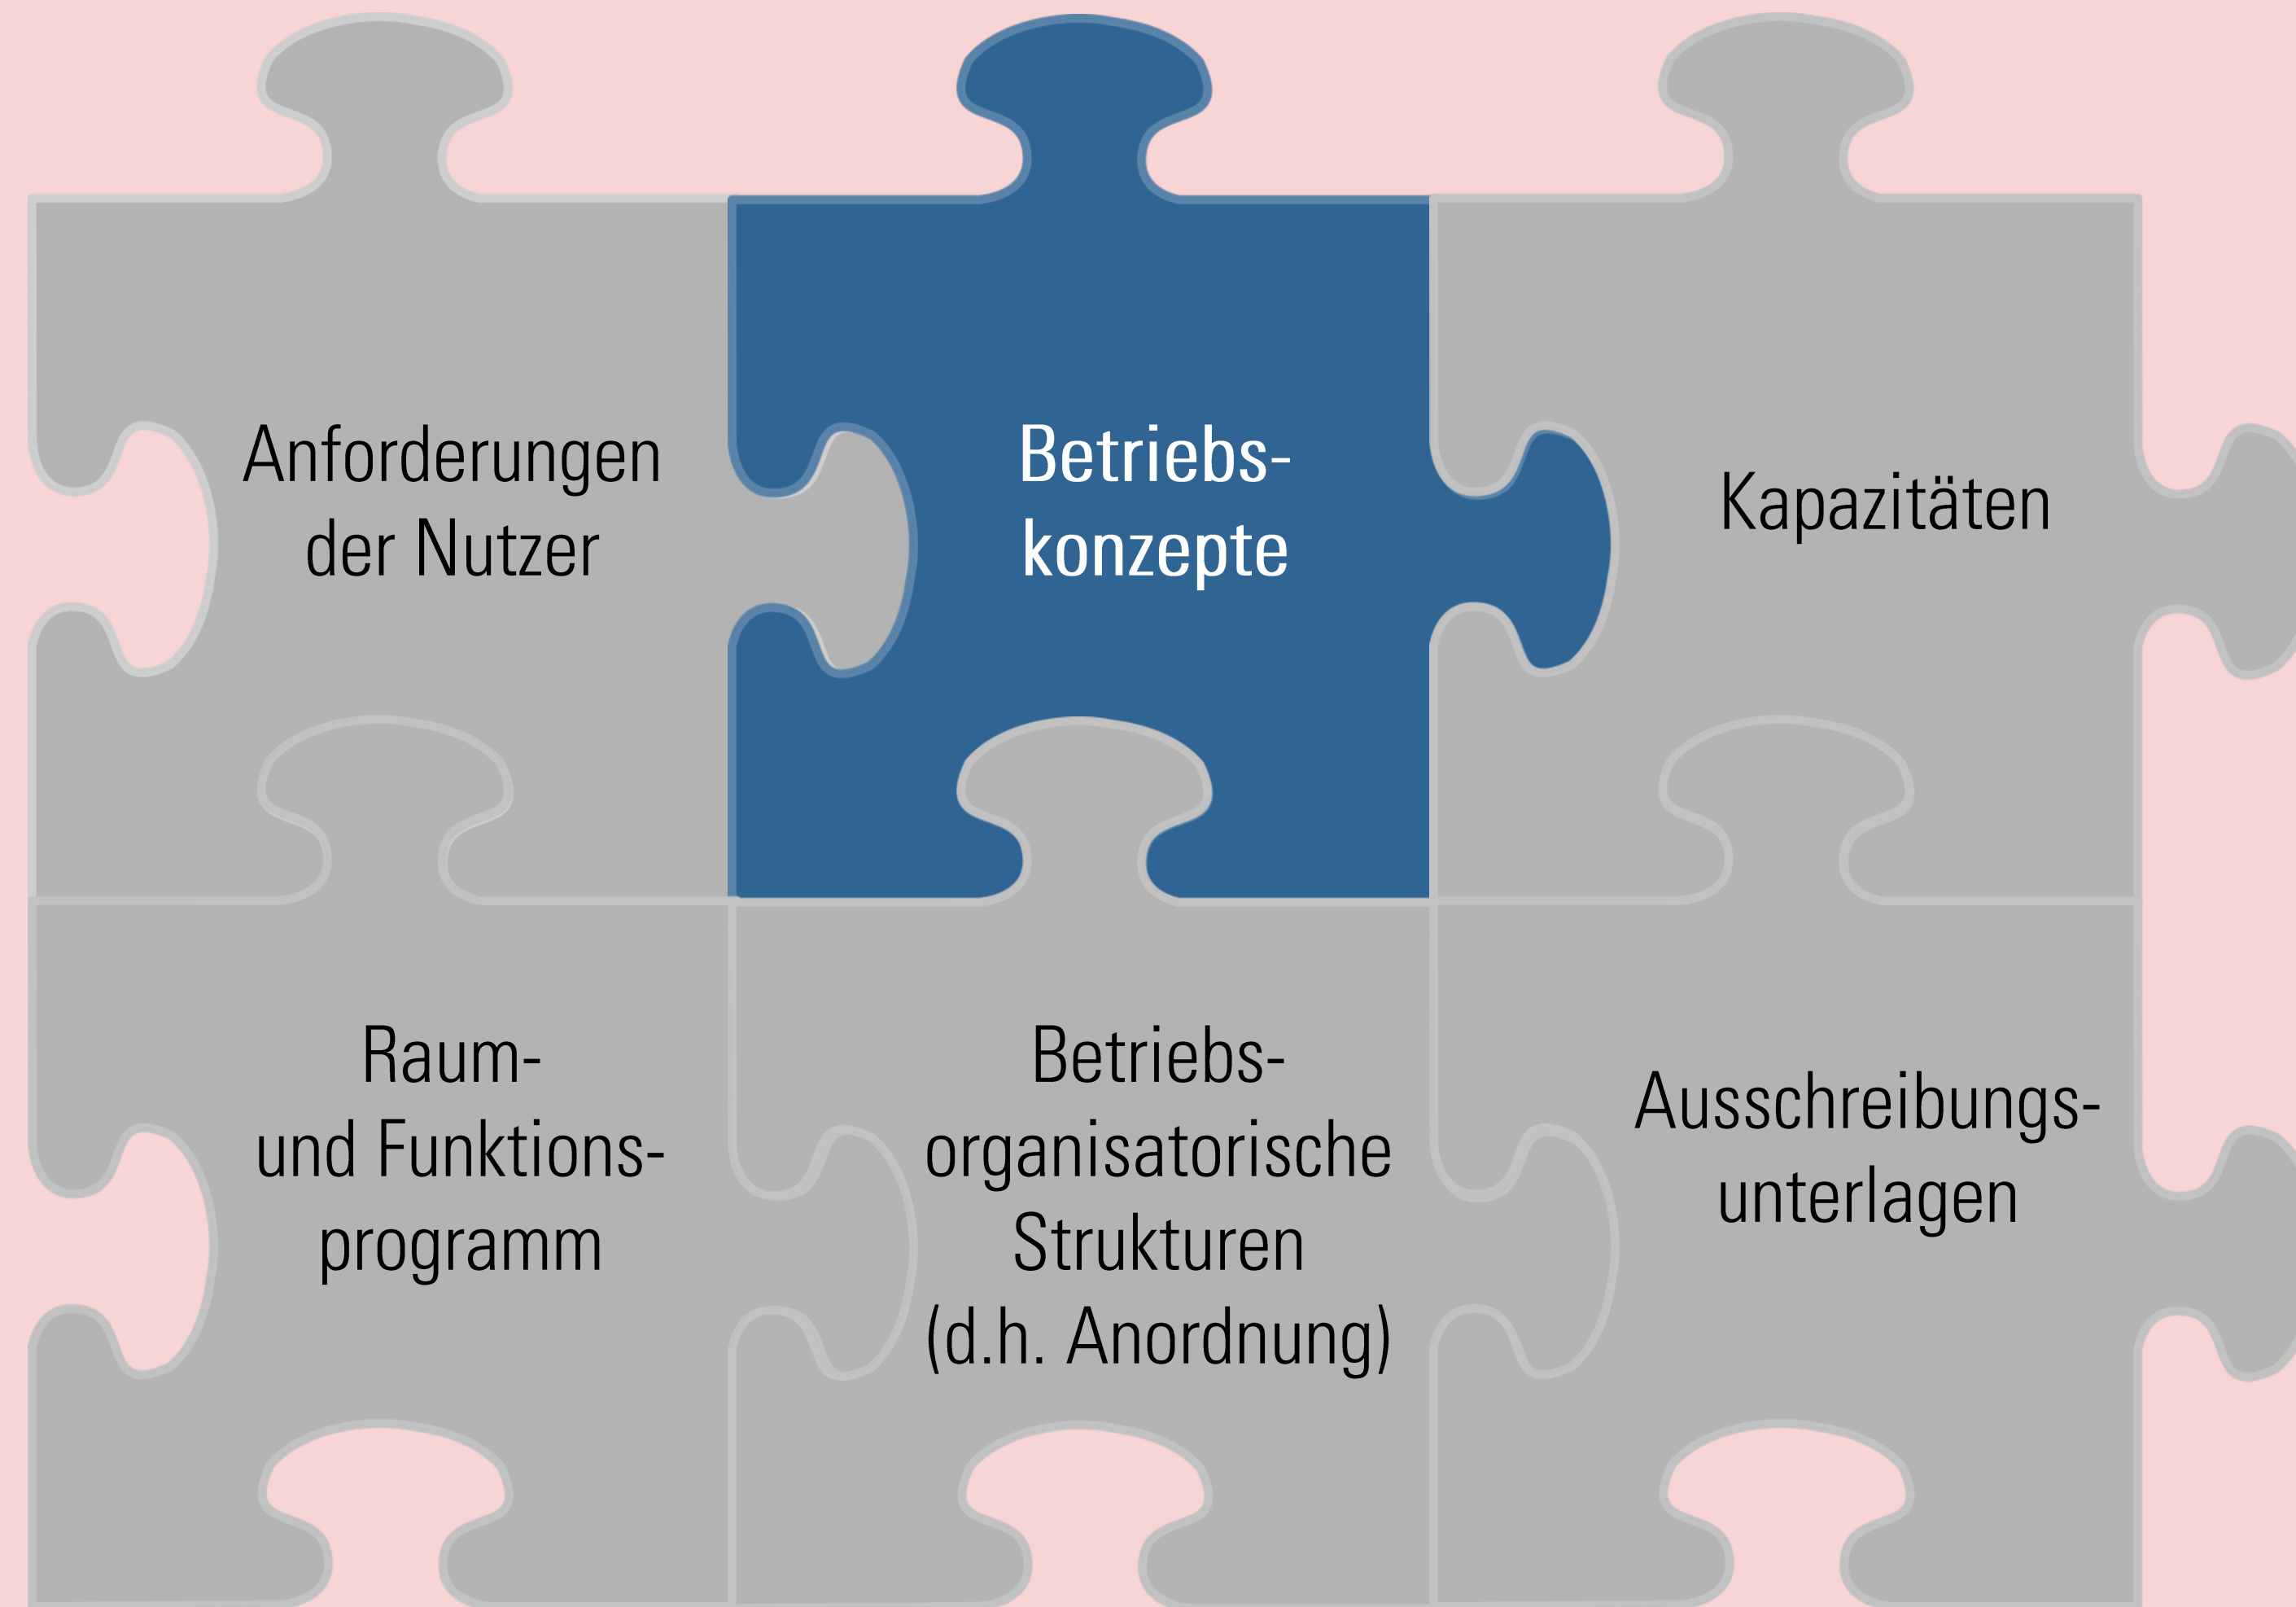 Anforderungen
der Nutzer
Betriebs-
konzepte
Kapazitäten
Raum-
und Funktions-
programm
Betriebs-
organisatorische
Strukturen
(d.h. Anordnung)
Ausschreibungs-
unterlagen